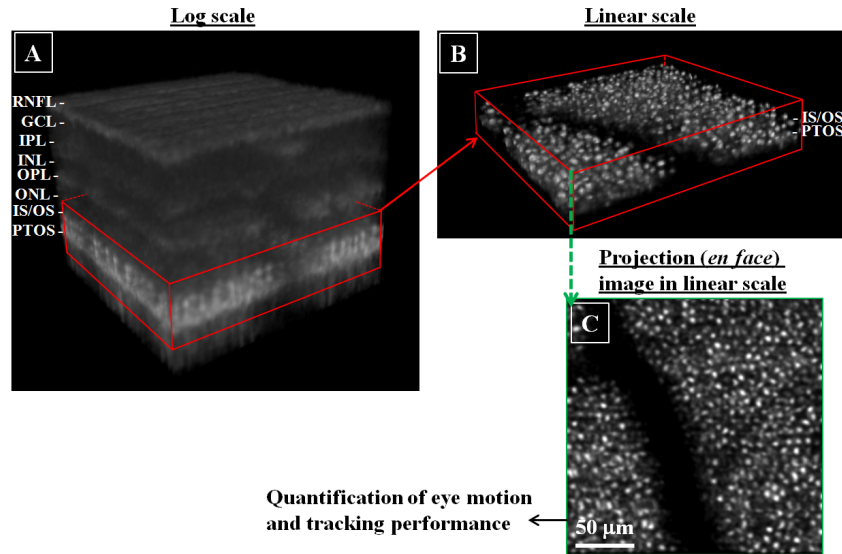 Log scale
Linear scale
A
RNFL -
GCL -
IPL -
INL -
OPL -
ONL -
IS/OS -
PTOS -
B
- IS/OS
- PTOS
Projection (en face)
image in linear scale
C
50 μm
Quantification of eye motion
and tracking performance